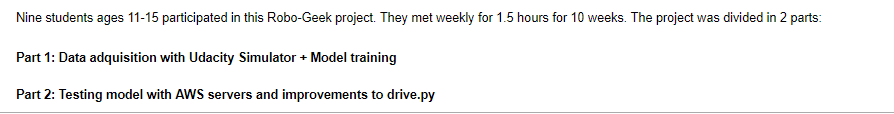 Nine students ages 11-15 participated in this Robo-Geek project. They met weekly for 1.5 hours for 10 weeks. The project was divided in 2 parts:
Part 1: Data adquisition with Udacity Simulator + Model training
Part 2: Testing model with AWS servers and improvements to drive.py